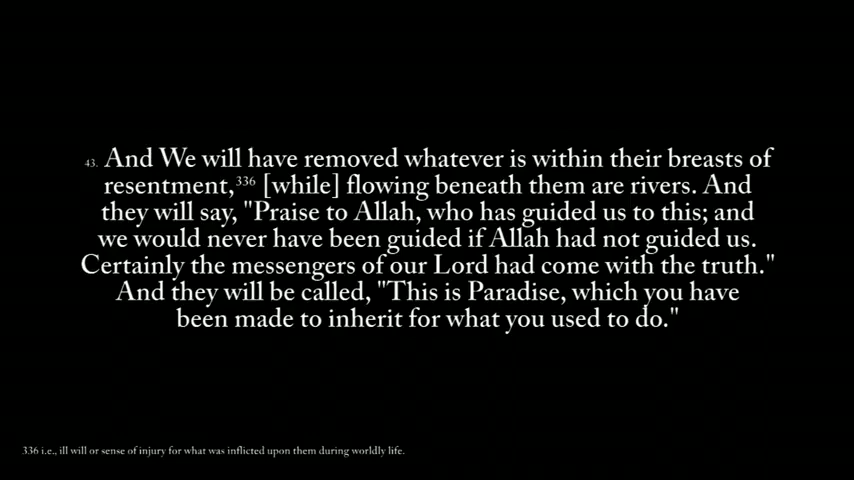 43. And We will have removed whatever is within their breasts of
resentment,336 [while] flowing beneath them are rivers. And
they will say, "Praise to Allah, who has guided us to this; and
we would never have been guided if Allah had not guided us.
Certainly the messengers of our Lord had come with the truth."
And they will be called, "This is Paradise, which you have
been made to inherit for what you used to do."
336 i.e., ill will or sense of injury for what was inflicted upon them during worldly life.